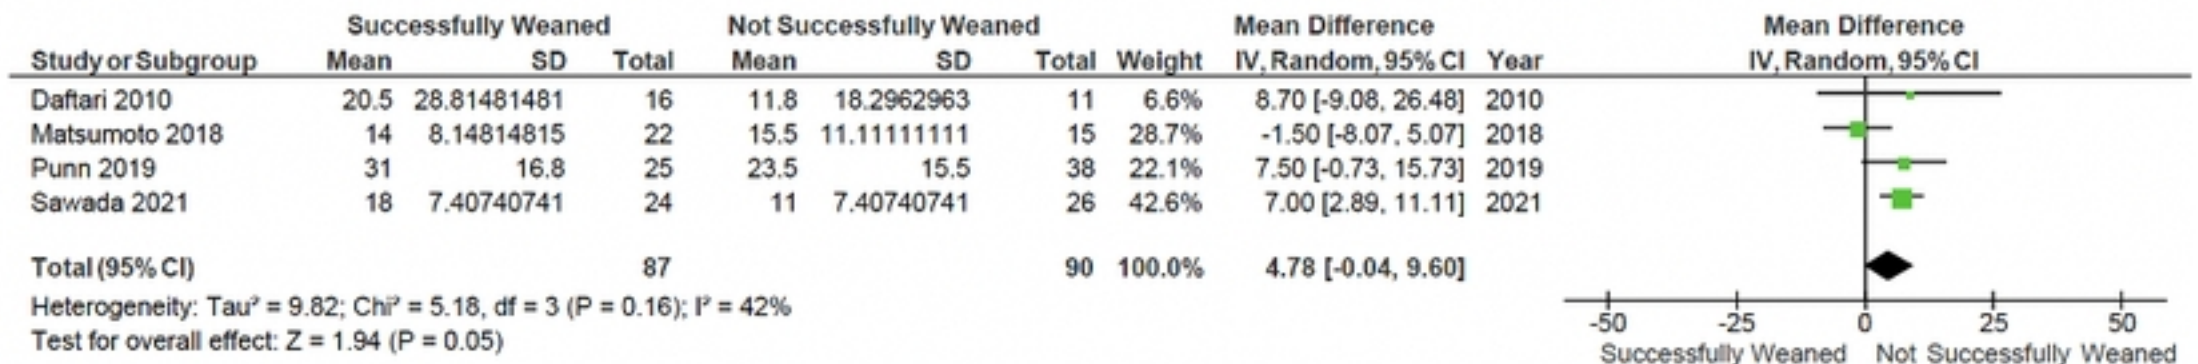 Successfully Weaned Not Successfully Weaned Mean Difference Mean Difference
Study or Subgroup Mean SD Total Mean SD Total Weight IV, Random, 95% CI Year IV, Random, 95% CI
Daftari 2010 20.5 28.81481481 16 11.8 18.2962963 11 6.6% 8.70 [-9.08, 26.48] 2010
Matsumoto 2018 14 8.14814815 22 15.5 11.11111111 15 28.7% -1.50 [-8.07, 5.07] 2018
Punn 2019 31 16.8 25 23.5 15.5 38 22.1% 7.50 [-0.73, 15.73] 2019
Sawada 2021 18 7.40740741 24 11 7.40740741 26 42.6% 7.00 [2.89, 11.11] 2021
Total (95% CI) 87 90 100.0% 4.78 [-0.04, 9.60]
Heterogeneity: Tau² = 9.82; Chi² = 5.18, df = 3 (P = 0.16); I² = 42%
Test for overall effect: Z = 1.94 (P = 0.05)
-50 -25 0 25 50
Successfully Weaned Not Successfully Weaned